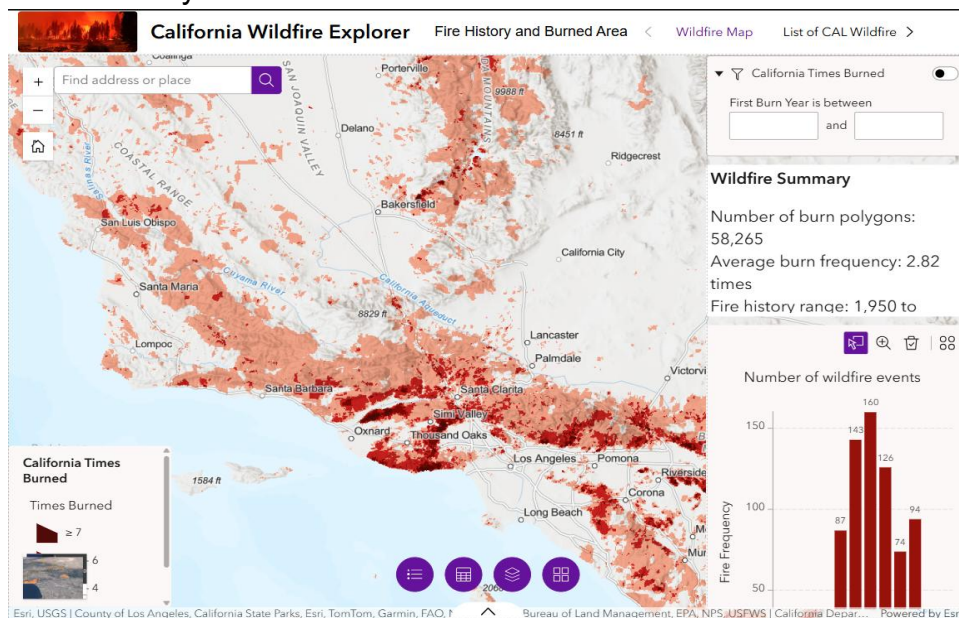 California Wildfire Explorer Fire History and Burned Area < Wildfire Map List of CAL Wildfire >
+ Find address or place
−
Coalinga
Porterville
SAN JOAQUIN VALLEY
9988 ft
Delano
8451 ft
Ridgecrest
COASTAL RANGE
Bakersfield
San Luis Obispo
California City
Cuyama River
California Aqueduct
Santa Maria
8829 ft
Lompoc
Lancaster
Palmdale
Victorvi
Santa Barbara
Santa Clarita
Simi Valley
Oxnard
Thousand Oaks
Los Angeles
Pomona
Riverside
Corona
Long Beach
Mur
1584 ft
California Times Burned
First Burn Year is between
and
Wildfire Summary
Number of burn polygons:
58,265
Average burn frequency: 2.82
times
Fire history range: 1,950 to
Number of wildfire events
Fire Frequency
150
100
50
87
143
160
126
74
94
California Times
Burned
Times Burned
≥ 7
6
4
Esri, USGS | County of Los Angeles, California State Parks, Esri, TomTom, Garmin, FAO, Bureau of Land Management, EPA, NPS, USFWS | California Depar... Powered by Esri